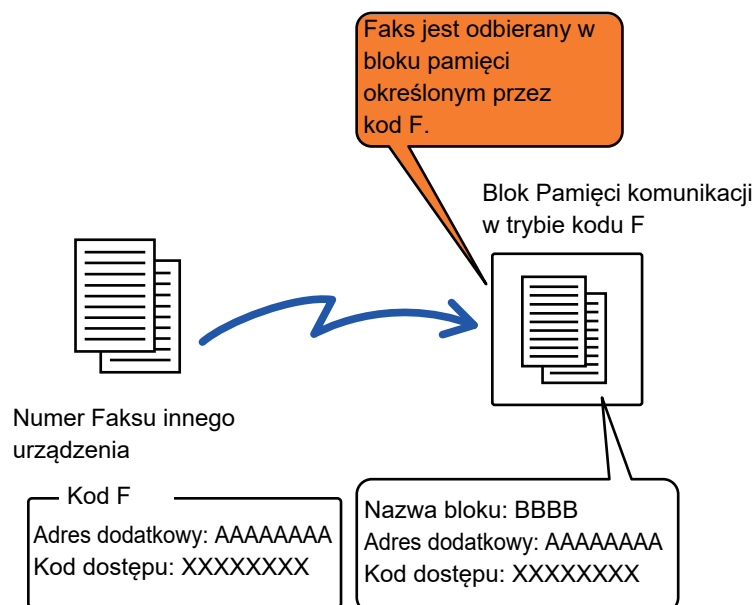 Faks jest odbierany w
bloku pamięci
określonym przez
kod F.
Blok Pamięci komunikacji
w trybie kodu F
Numer Faksu innego
urządzenia
Kod F
Adres dodatkowy: AAAAAAAA
Kod dostępu: XXXXXXXX
Nazwa bloku: BBBB
Adres dodatkowy: AAAAAAAA
Kod dostępu: XXXXXXXX